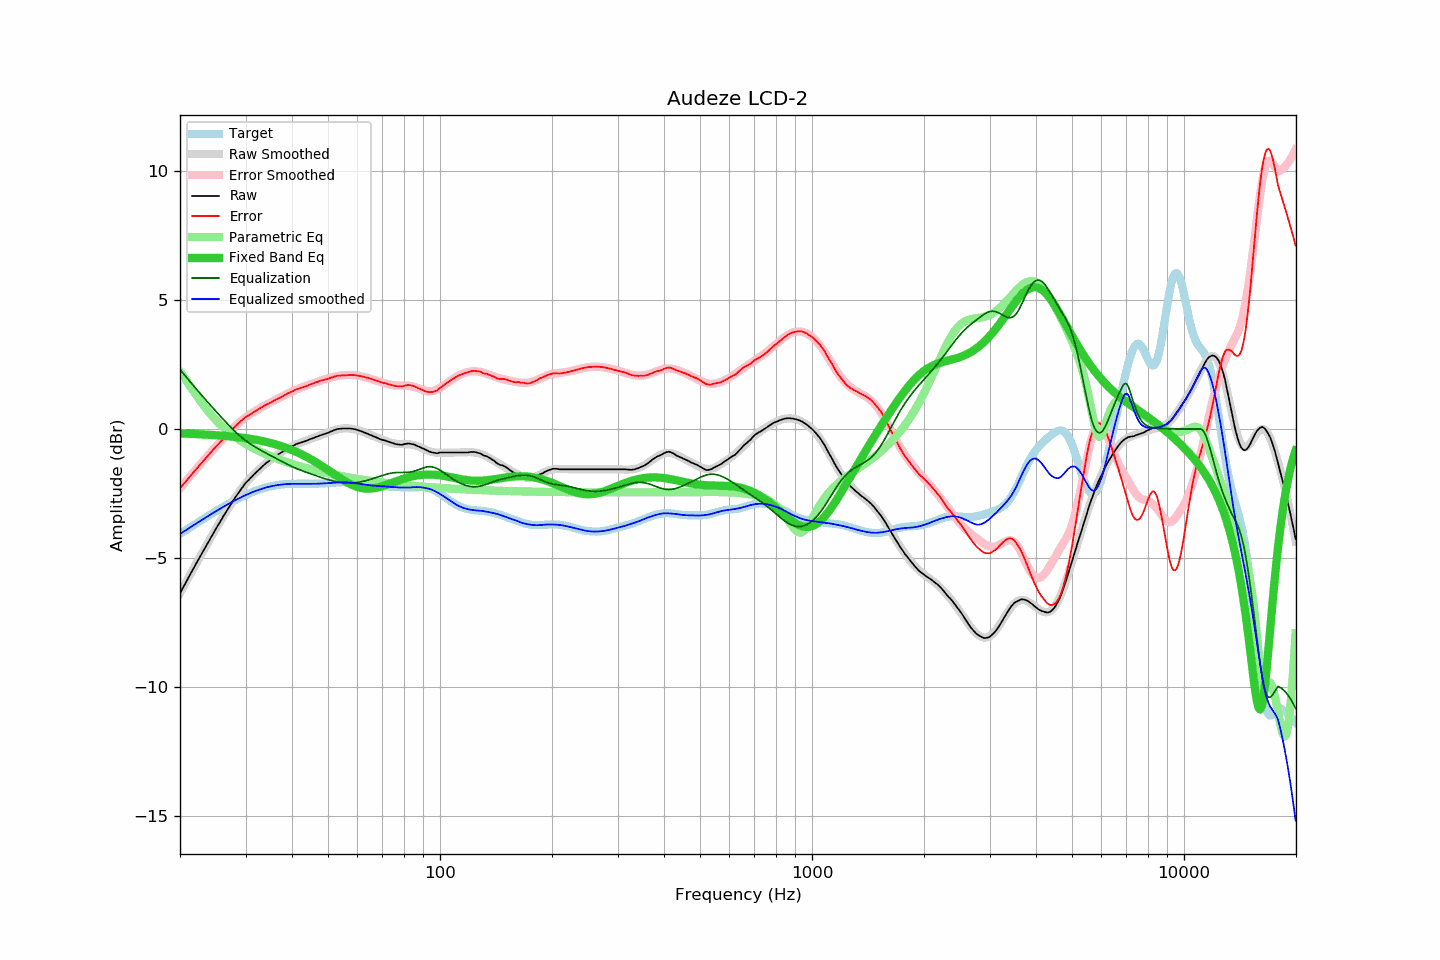 Audeze LCD-2
Target
Raw Smoothed
Error Smoothed
Raw
Error
Parametric Eq
Fixed Band Eq
Equalization
Equalized smoothed
Amplitude (dBr)
10
5
0
−5
−10
−15
100
1000
10000
Frequency (Hz)